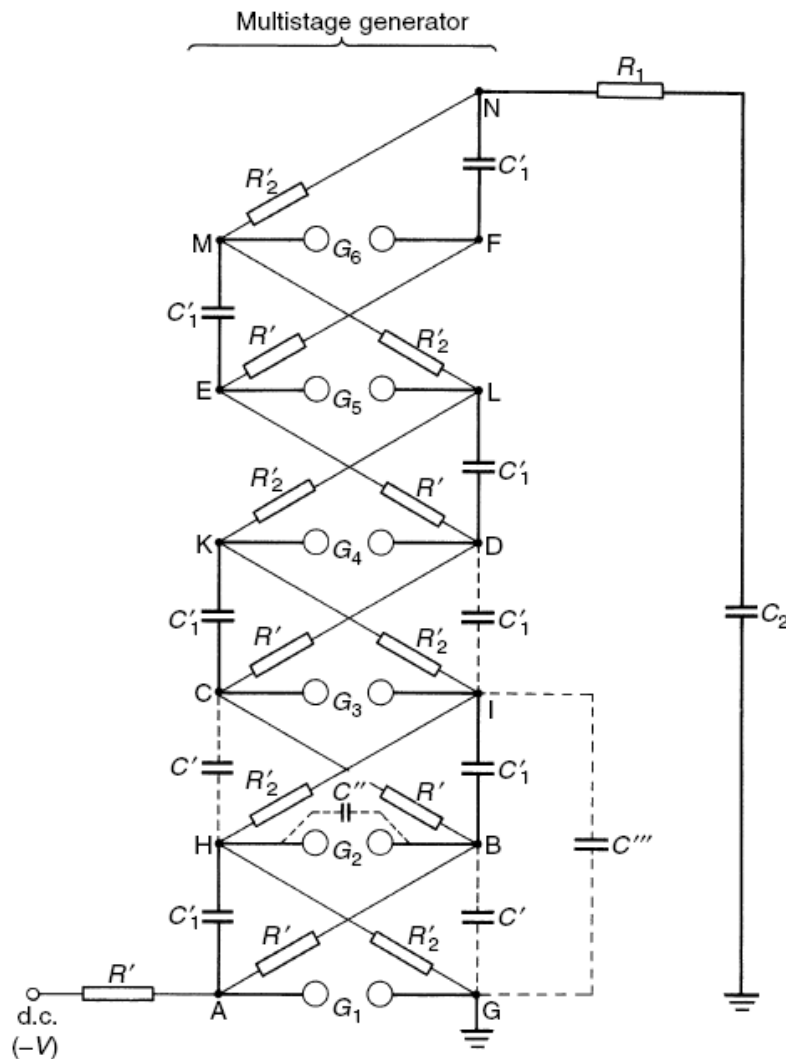 Multistage generator
R₁
N
R′₂
C′₁
M
G₆
F
C′₁
R′
R′₂
E
G₅
L
R′₂
R′
C′₁
K
G₄
D
C′₁
R′
R′₂
C′₁
C₂
C
G₃
I
C′
R′₂
C″
R′
C′₁
H
G₂
B
C‴
C′₁
R′
R′₂
C′
R′
A
G₁
G
d.c.
(−V)